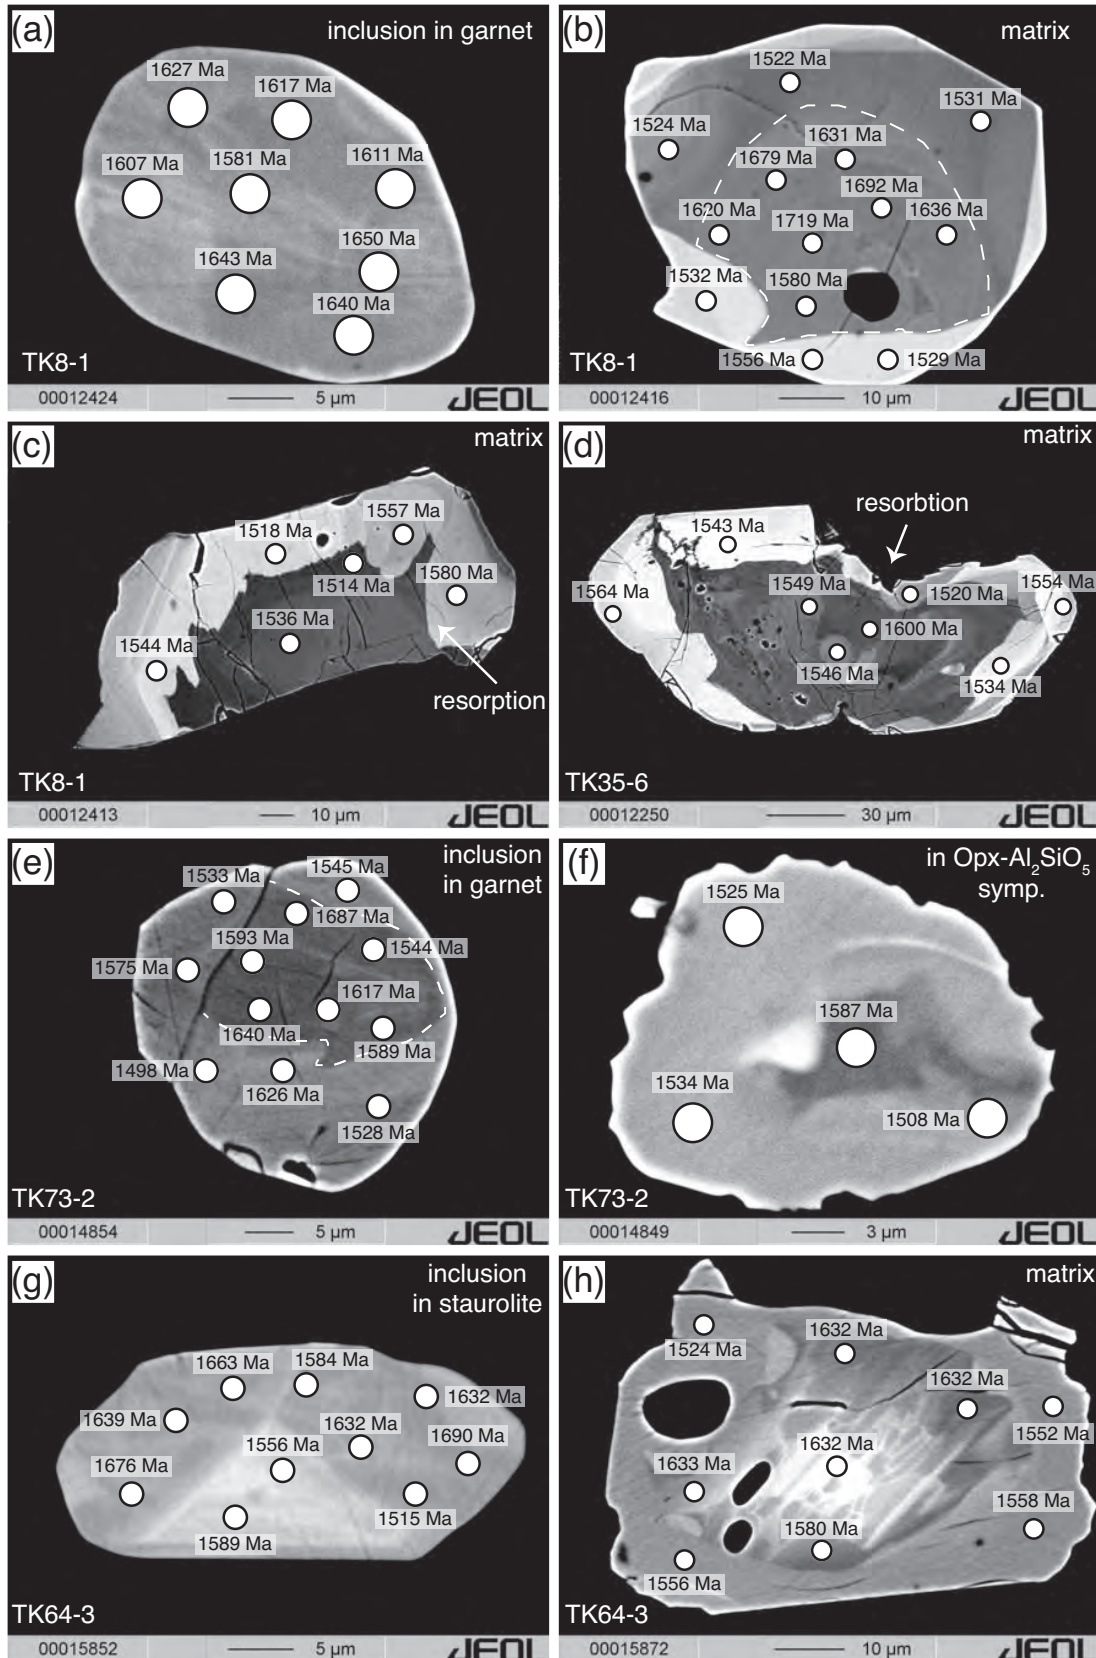 (a)
inclusion in garnet
1627 Ma
1617 Ma
1607 Ma
1581 Ma
1611 Ma
1650 Ma
1643 Ma
1640 Ma
TK8-1
00012424
5 µm
JEOL
(b)
matrix
1522 Ma
1531 Ma
1524 Ma
1631 Ma
1679 Ma
1692 Ma
1620 Ma
1719 Ma
1636 Ma
1532 Ma
1580 Ma
1556 Ma
1529 Ma
TK8-1
00012416
10 µm
JEOL
(c)
matrix
1557 Ma
1518 Ma
1514 Ma
1580 Ma
1536 Ma
1544 Ma
resorption
TK8-1
00012413
10 µm
JEOL
(d)
matrix
resorbtion
1543 Ma
1549 Ma
1564 Ma
1520 Ma
1554 Ma
1600 Ma
1546 Ma
1534 Ma
TK35-6
00012250
30 µm
JEOL
(e)
inclusion
in garnet
1545 Ma
1533 Ma
1687 Ma
1593 Ma
1544 Ma
1575 Ma
1617 Ma
1640 Ma
1589 Ma
1498 Ma
1626 Ma
1528 Ma
TK73-2
00014854
5 µm
JEOL
(f)
in Opx-Al₂SiO₅
symp.
1525 Ma
1587 Ma
1534 Ma
1508 Ma
TK73-2
00014849
3 µm
JEOL
(g)
inclusion
in staurolite
1663 Ma
1584 Ma
1632 Ma
1639 Ma
1632 Ma
1556 Ma
1690 Ma
1676 Ma
1515 Ma
1589 Ma
TK64-3
00015852
5 µm
JEOL
(h)
matrix
1524 Ma
1632 Ma
1632 Ma
1552 Ma
1632 Ma
1633 Ma
1558 Ma
1580 Ma
1556 Ma
TK64-3
00015872
10 µm
JEOL